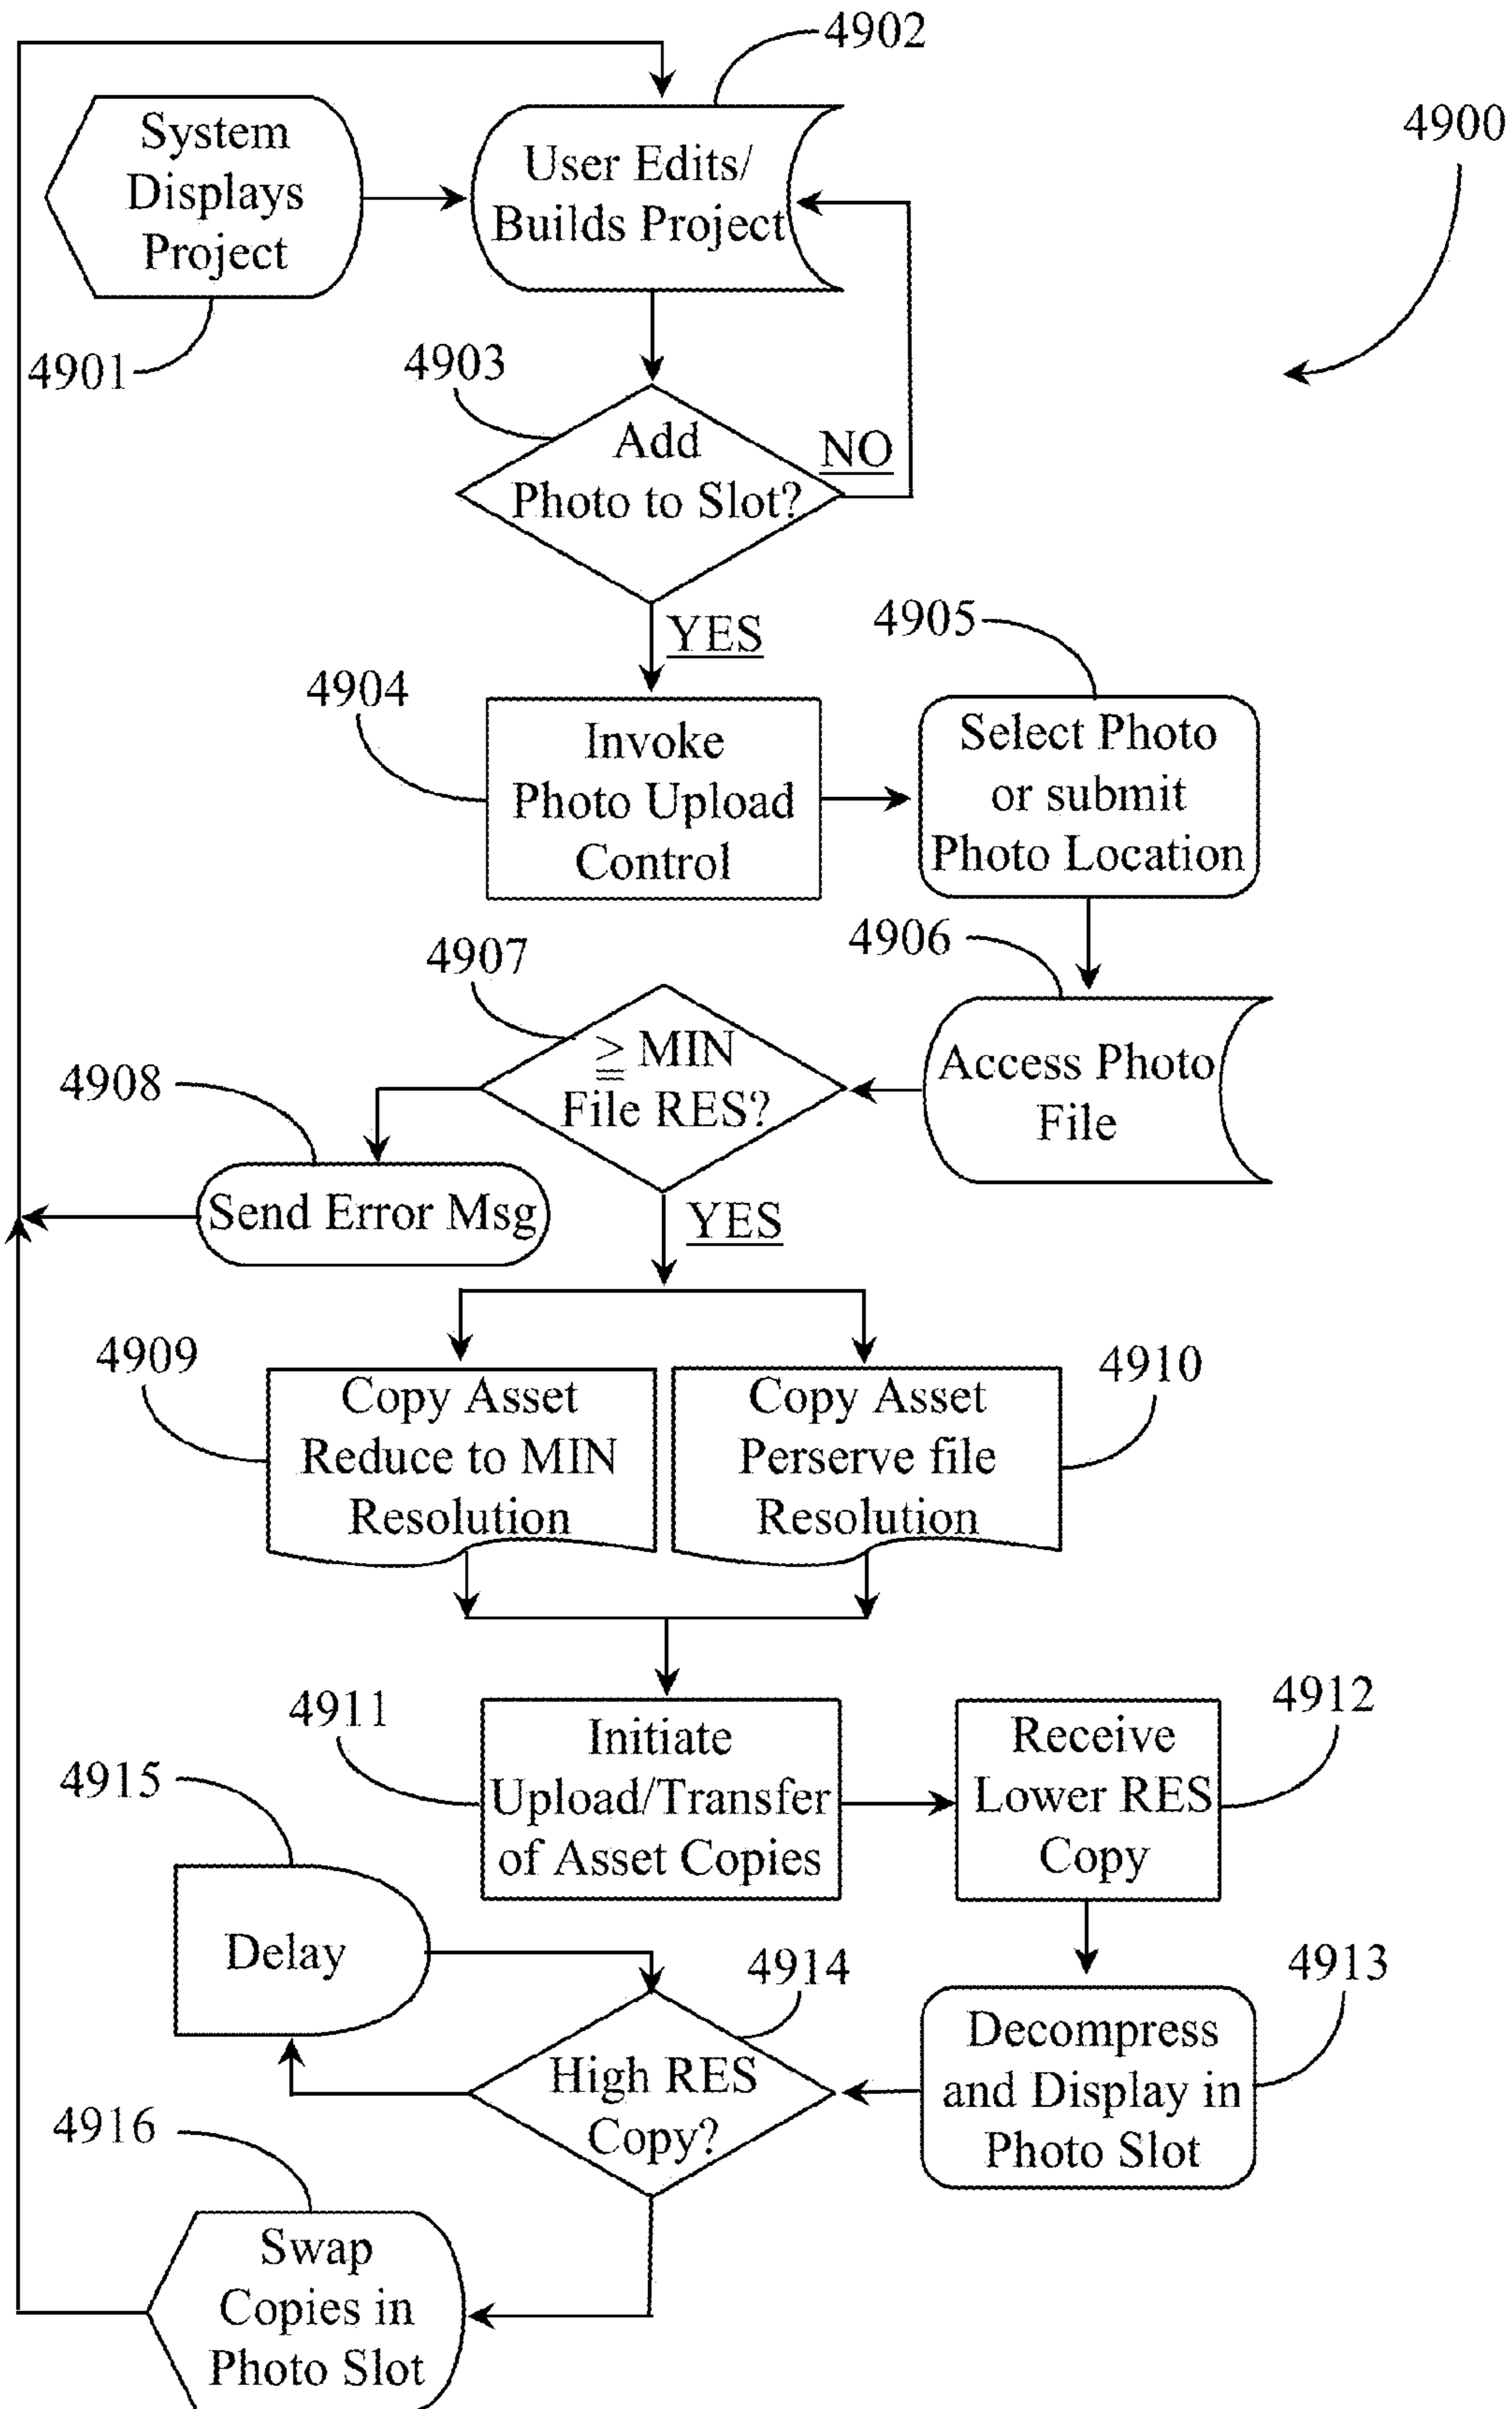 4902
4900
System
Displays
Project
User Edits/
Builds Project
4901
4903
Add
Photo to Slot?
NO
YES
4905
4904
Invoke
Photo Upload
Control
Select Photo
or submit
Photo Location
4906
4907
≧ MIN
File RES?
Access Photo
File
4908
Send Error Msg
YES
4909
4910
Copy Asset
Reduce to MIN
Resolution
Copy Asset
Perserve file
Resolution
4911
4912
Initiate
Upload/Transfer
of Asset Copies
Receive
Lower RES
Copy
4915
Delay
4914
4913
High RES
Copy?
Decompress
and Display in
Photo Slot
4916
Swap
Copies in
Photo Slot